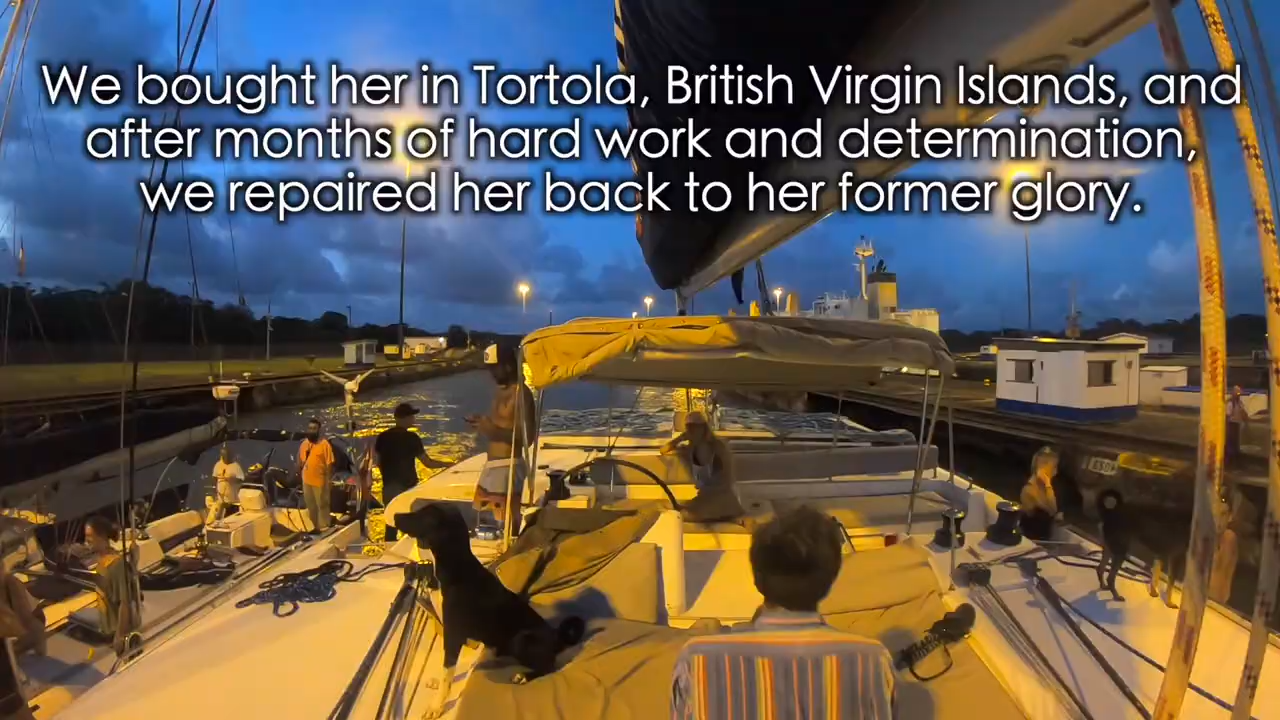 We bought her in Tortola, British Virgin Islands, and
after months of hard work and determination,
we repaired her back to her former glory.